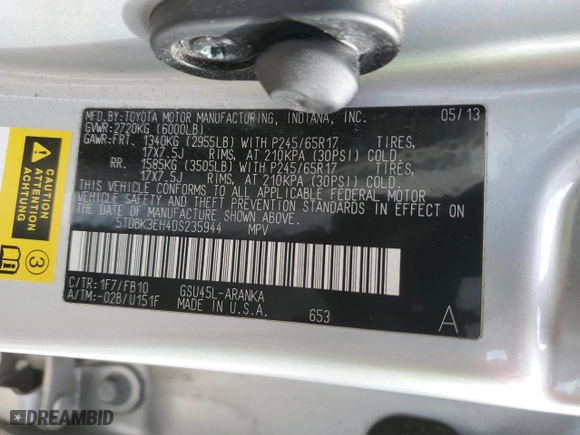 MFD.BY:TOYOTA MOTOR MANUFACTURING, INDIANA, INC. 05/13
GVWR:2720KG(6000LB)
GAWR:FRT. 1340KG(2955LB)WITH P245/65R17 TIRES,
17X7.5J RIMS, AT 210KPA(30PSI)COLD.
RR. 1585KG(3505LB)WITH P245/65R17 TIRES,
17X7.5J RIMS, AT 210KPA(30PSI)COLD.
THIS VEHICLE CONFORMS TO ALL APPLICABLE FEDERAL MOTOR
VEHICLE SAFETY AND THEFT PREVENTION STANDARDS IN EFFECT
ON THE DATE OF MANUFACTURE SHOWN ABOVE.
5TDBK3EH4DS235944 MPV
C/TR:1F7/FB10 GSU45L-ARANKA
A/TM:-02B/U151F MADE IN U.S.A. 653 A
3
DREAMBID